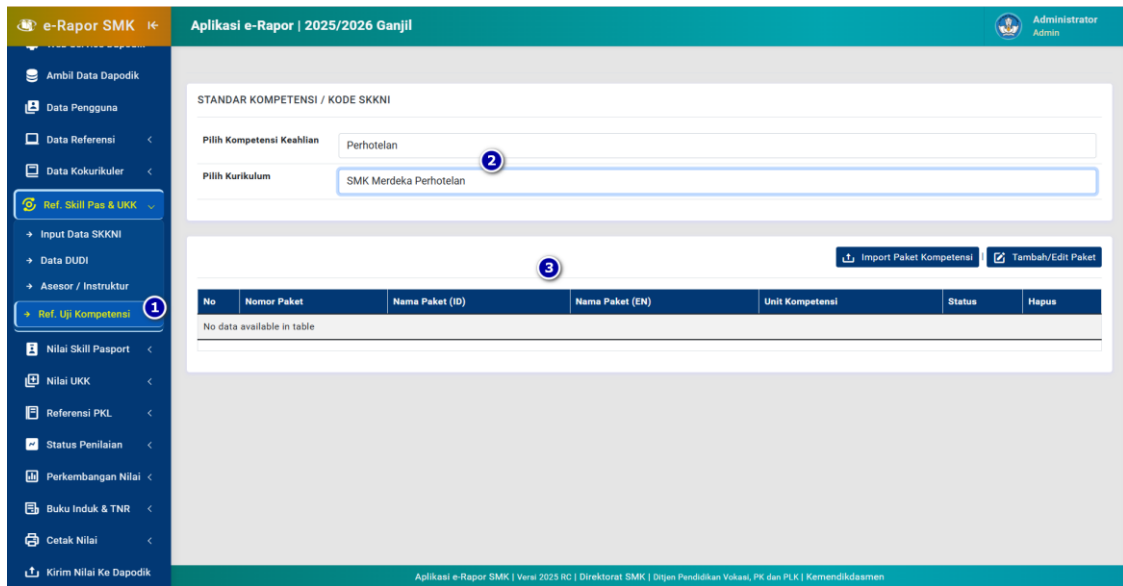 e-Rapor SMK
Aplikasi e-Rapor | 2025/2026 Ganjil
Administrator
Admin
Ambil Data Dapodik
Data Pengguna
Data Referensi
Data Kokurikuler
Ref. Skill Pas & UKK
Input Data SKKNI
Data DUDI
Asesor / Instruktur
Ref. Uji Kompetensi
1
Nilai Skill Pasport
Nilai UKK
Referensi PKL
Status Penilaian
Perkembangan Nilai
Buku Induk & TNR
Cetak Nilai
Kirim Nilai Ke Dapodik
STANDAR KOMPETENSI / KODE SKKNI
Pilih Kompetensi Keahlian Perhotelan
2
Pilih Kurikulum SMK Merdeka Perhotelan
3
Import Paket Kompetensi | Tambah/Edit Paket
No Nomor Paket Nama Paket (ID) Nama Paket (EN) Unit Kompetensi Status Hapus
No data available in table
Aplikasi e-Rapor SMK | Versi 2025 RC | Direktorat SMK | Ditjen Pendidikan Vokasi, PK dan PLK | Kemendikdasmen